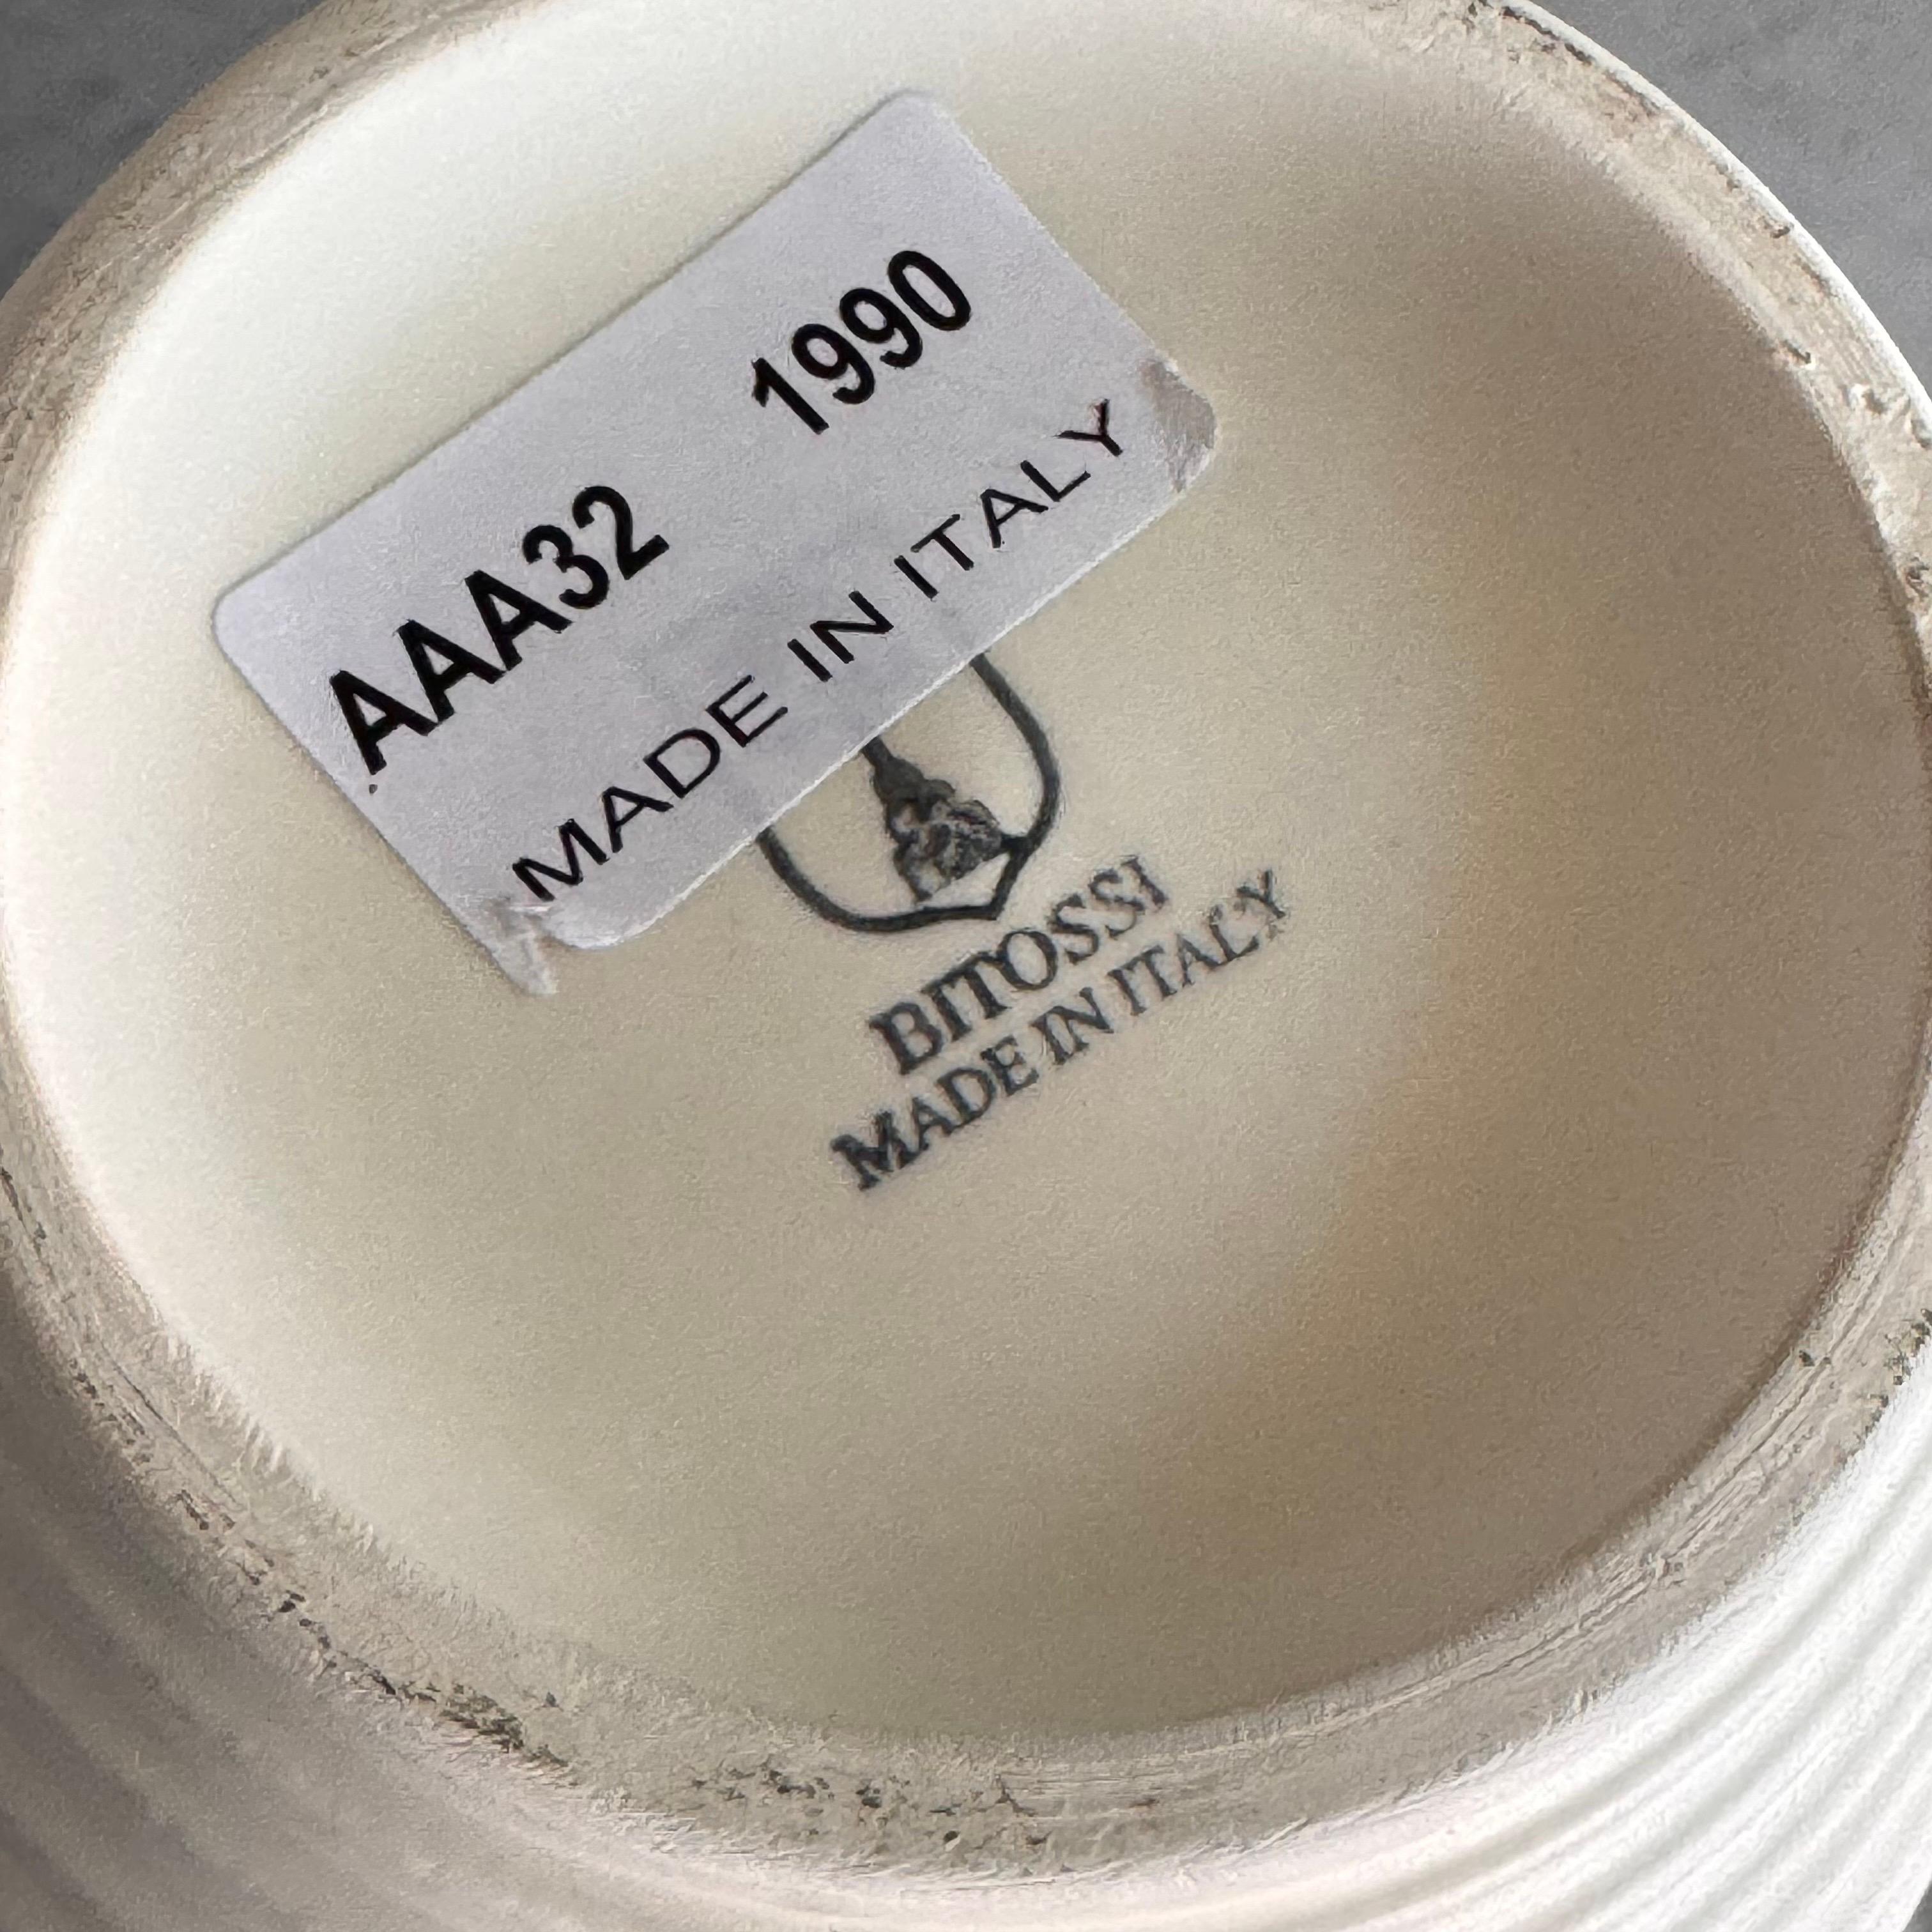 AAA32 1990
MADE IN ITALY
BITOSSI
MADE IN ITALY